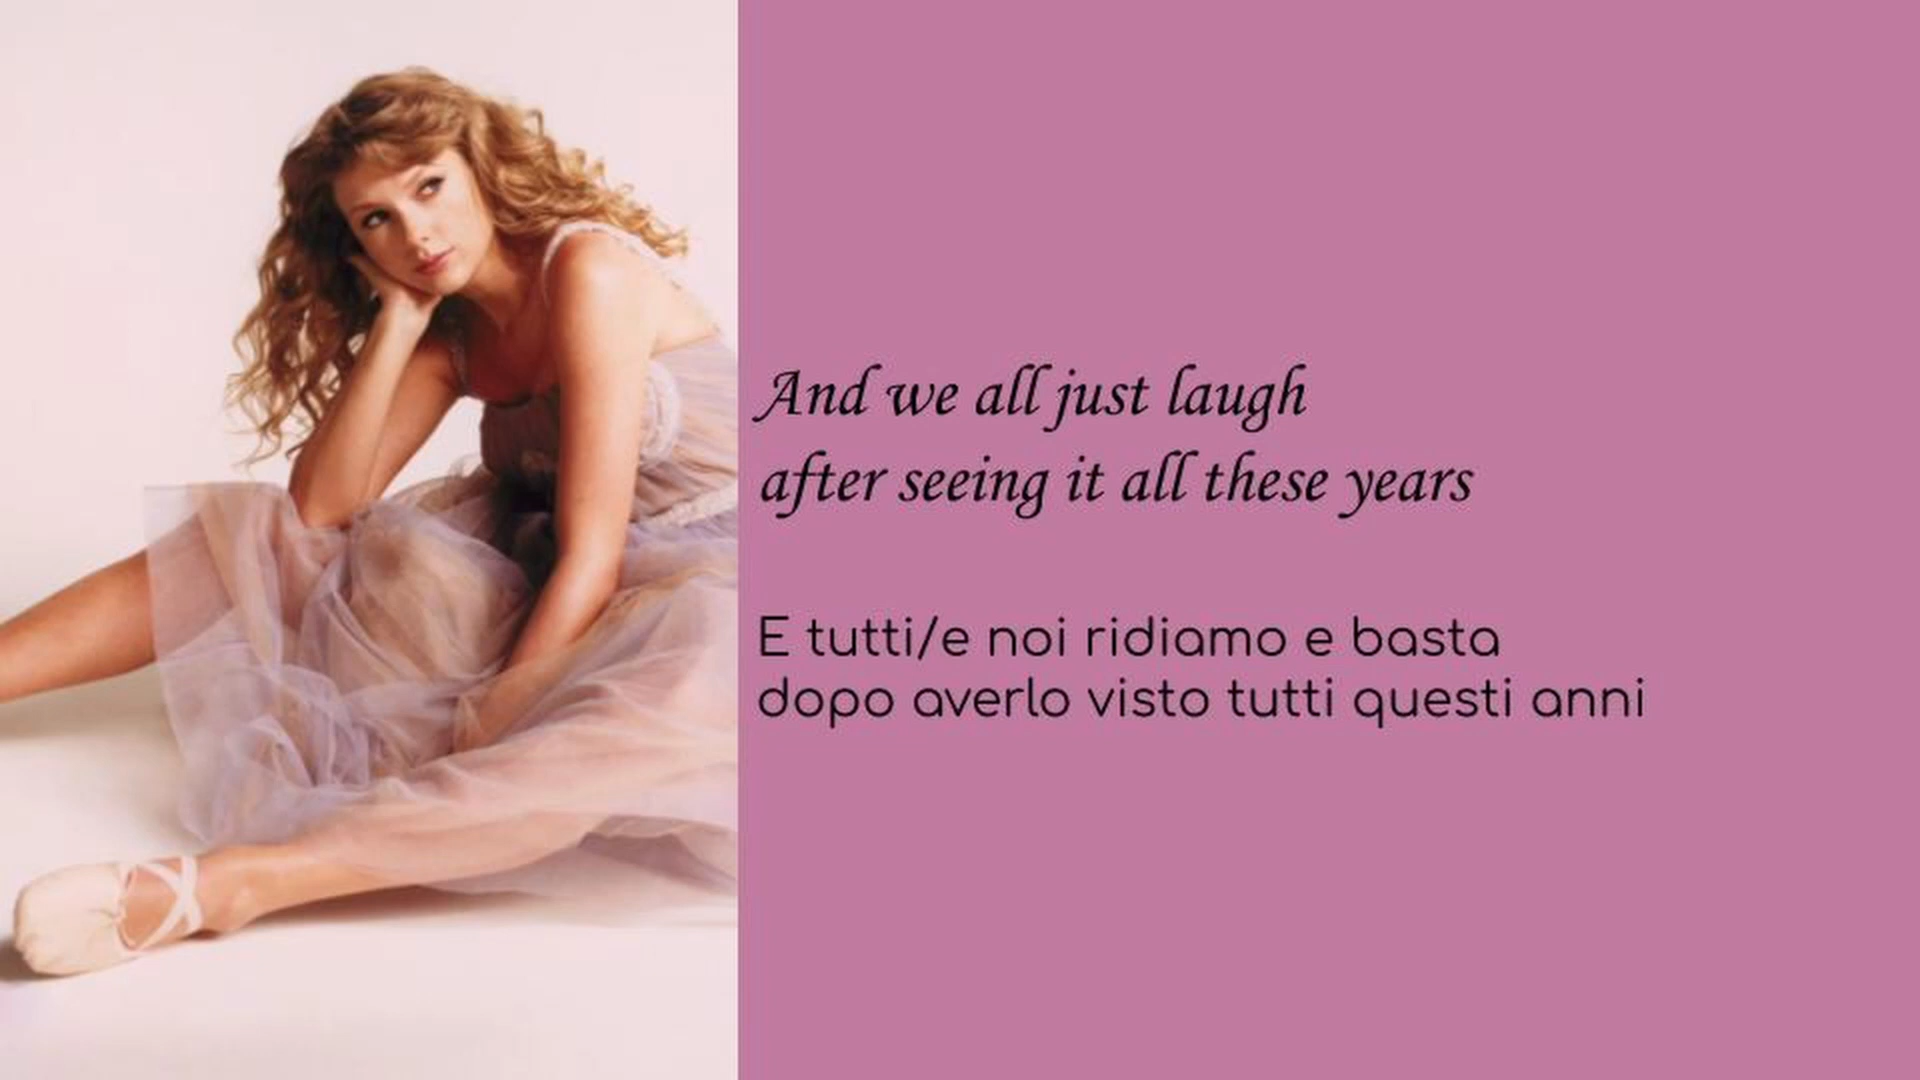 And we all just laugh
after seeing it all these years
E tutti/e noi ridiamo e basta
dopo averlo visto tutti questi anni